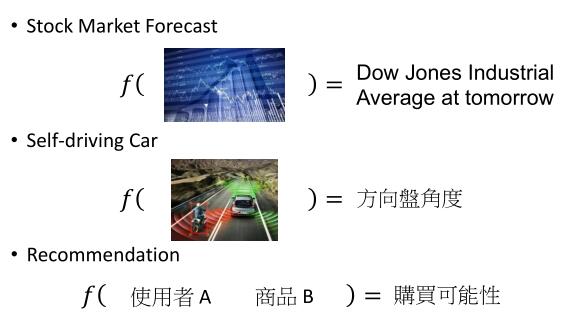 • Stock Market Forecast
f( ) = Dow Jones Industrial
Average at tomorrow
• Self-driving Car
f( ) = 方向盤角度
• Recommendation
f( 使用者 A 商品 B ) = 購買可能性